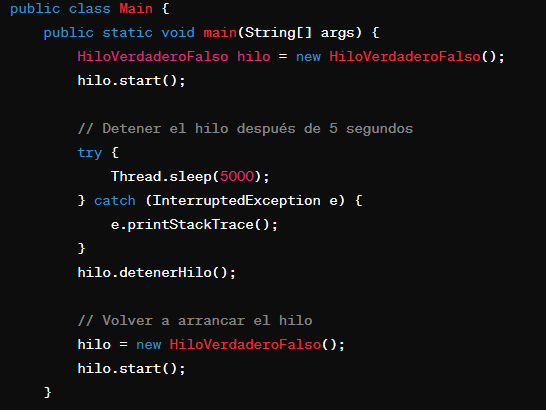 public class Main {
public static void main(String[] args) {
HiloVerdaderoFalso hilo = new HiloVerdaderoFalso();
hilo.start();
// Detener el hilo después de 5 segundos
try {
Thread.sleep(5000);
} catch (InterruptedException e) {
e.printStackTrace();
}
hilo.detenerHilo();
// Volver a arrancar el hilo
hilo = new HiloVerdaderoFalso();
hilo.start();
}